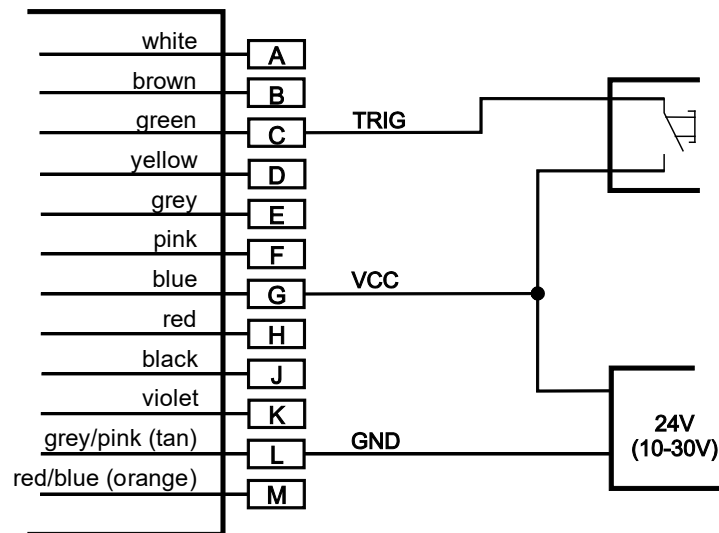 white A
brown B
green C TRIG
yellow D
grey E
pink F
blue G VCC
red H
black J
violet K
grey/pink (tan) L GND
red/blue (orange) M
24V
(10-30V)